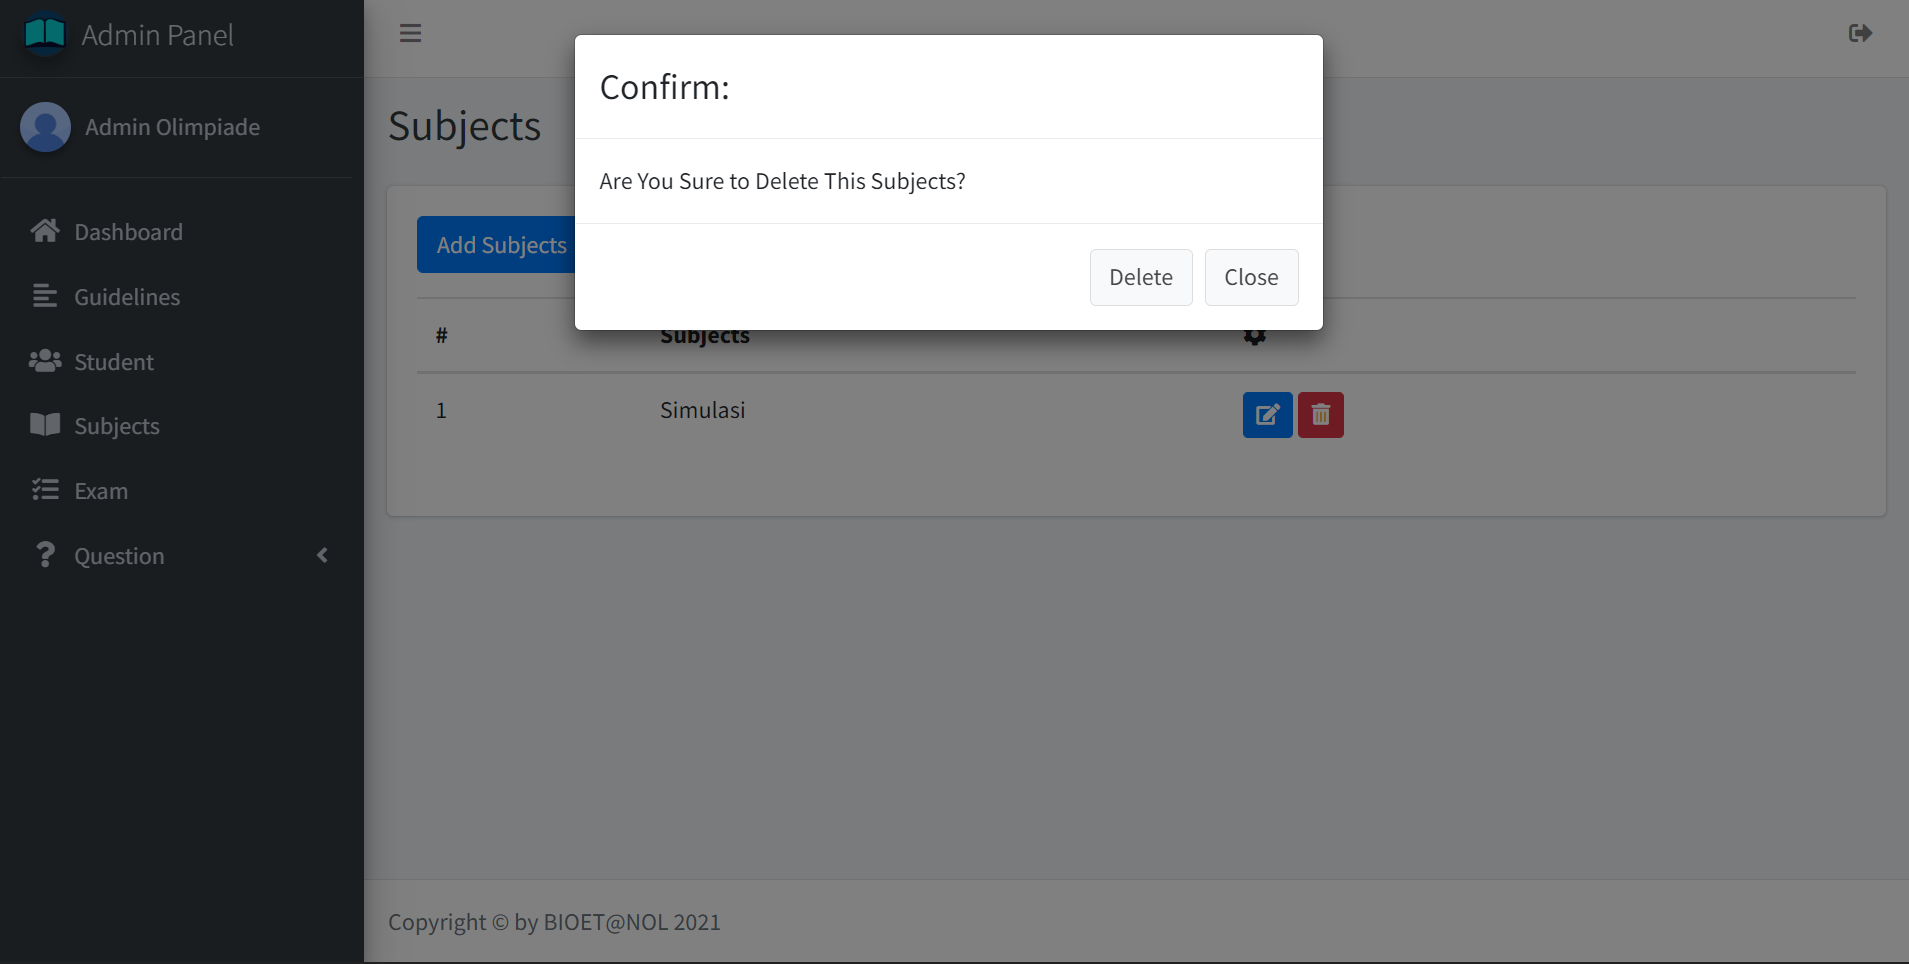 Admin Panel
Admin Olimpiade
Dashboard
Guidelines
Student
Subjects
Exam
Question
Subjects
Add Subjects
Confirm:
Are You Sure to Delete This Subjects?
Delete Close
# Subjects
1 Simulasi
Copyright © by BIOET@NOL 2021